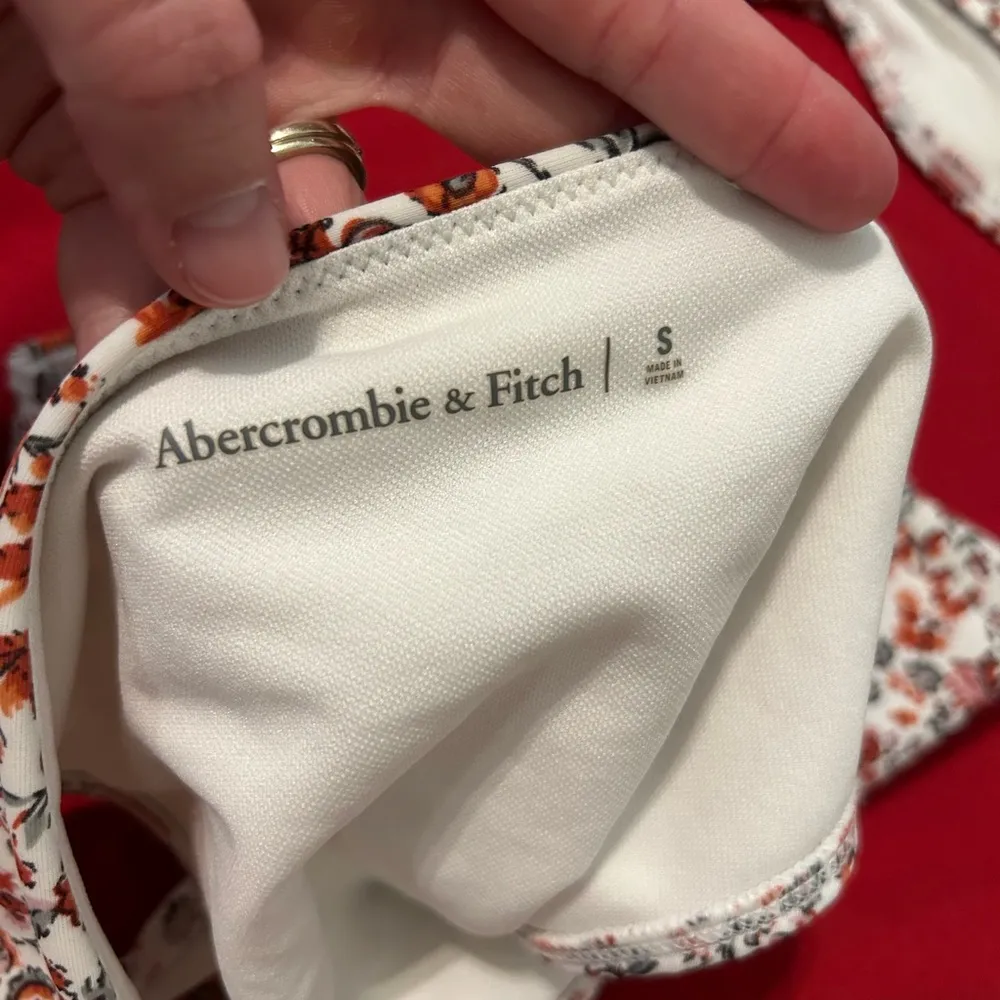 Abercrombie & Fitch | S
MADE IN
VIETNAM